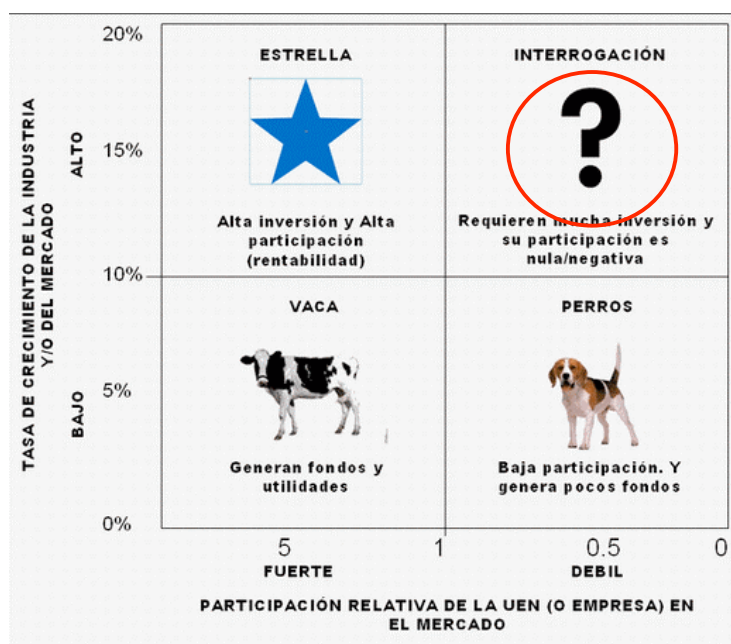 20%
ESTRELLA
INTERROGACIÓN
?
15%
ALTO
Alta inversión y Alta
participación
(rentabilidad)
Requieren mucha inversión y
su participación es
nula/negativa
10%
TASA DE CRECIMIENTO DE LA INDUSTRIA
Y/O DEL MERCADO
VACA
PERROS
5%
BAJO
Generan fondos y
utilidades
Baja participación. Y
genera pocos fondos
0%
5
1
0.5
0
FUERTE
DEBIL
PARTICIPACIÓN RELATIVA DE LA UEN (O EMPRESA) EN
EL MERCADO